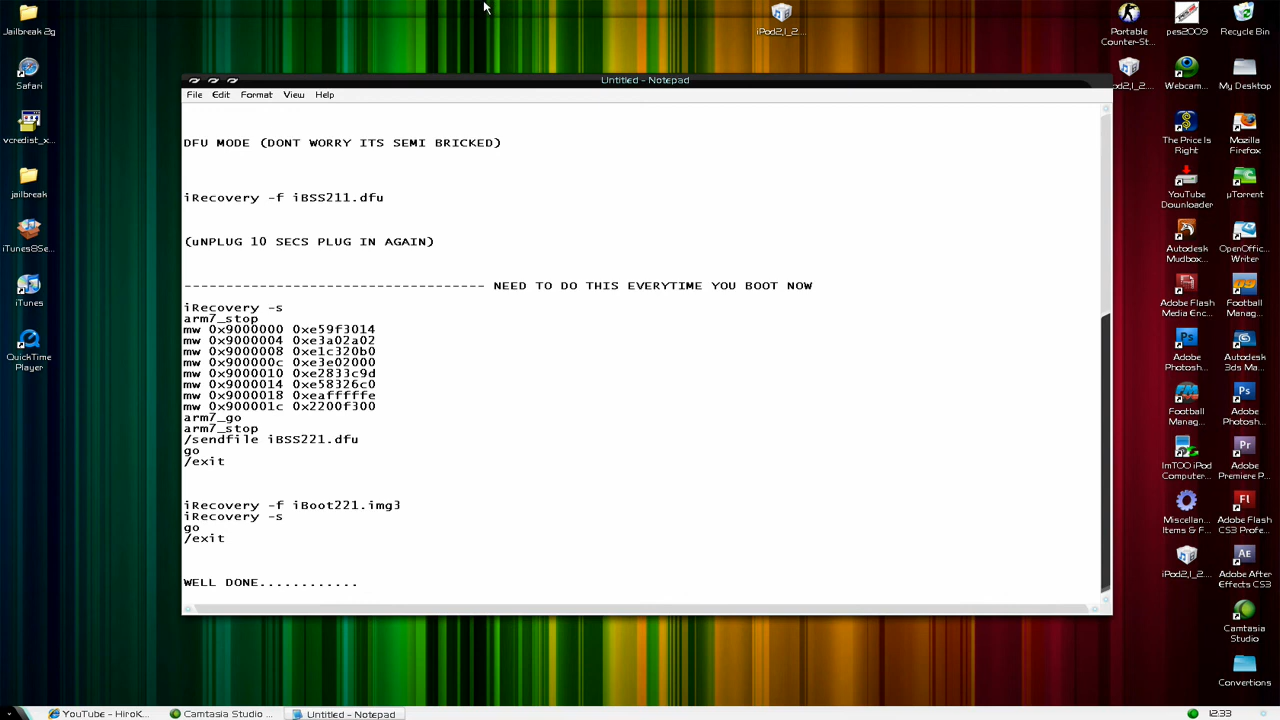 Jailbreak 2g
Safari
vcredist_x...
jailbreak
iTunes8Se...
iTunes
QuickTime
Player
iPod2,1_2....
Portable
Counter-St...
pes2009
Recycle Bin
od2,1_2....
Webcam...
My Desktop
The Price Is
Right
Mozilla
Firefox
YouTube
Downloader
µTorrent
Autodesk
Mudbox...
OpenOffic...
Writer
Adobe Flash
Media Enc...
Football
Manag...
Adobe
Photosh...
Autodesk
3ds Ma...
Football
Manag...
Adobe
Photosh...
ImTOO iPod
Computer...
Adobe
Premiere P...
Miscellan...
Items & F...
Adobe Flash
CS3 Profe...
iPod2,1_2....
Adobe After
Effects CS3
Camtasia
Studio
Convertions
Untitled - Notepad
File Edit Format View Help
DFU MODE (DONT WORRY ITS SEMI BRICKED)
iRecovery -f iBSS211.dfu
(uNPLUG 10 SECS PLUG IN AGAIN)
------------------------------------ NEED TO DO THIS EVERYTIME YOU BOOT NOW
iRecovery -s
arm7_stop
mw 0x9000000 0xe59f3014
mw 0x9000004 0xe3a02a02
mw 0x9000008 0xe1c320b0
mw 0x900000c 0xe3e02000
mw 0x9000010 0xe2833c9d
mw 0x9000014 0xe58326c0
mw 0x9000018 0xeafffffe
mw 0x900001c 0x2200f300
arm7_go
arm7_stop
/sendfile iBSS221.dfu
go
/exit
iRecovery -f iBoot221.img3
iRecovery -s
go
/exit
WELL DONE............
YouTube - HiroK...
Camtasia Studio ...
Untitled - Notepad
12.33